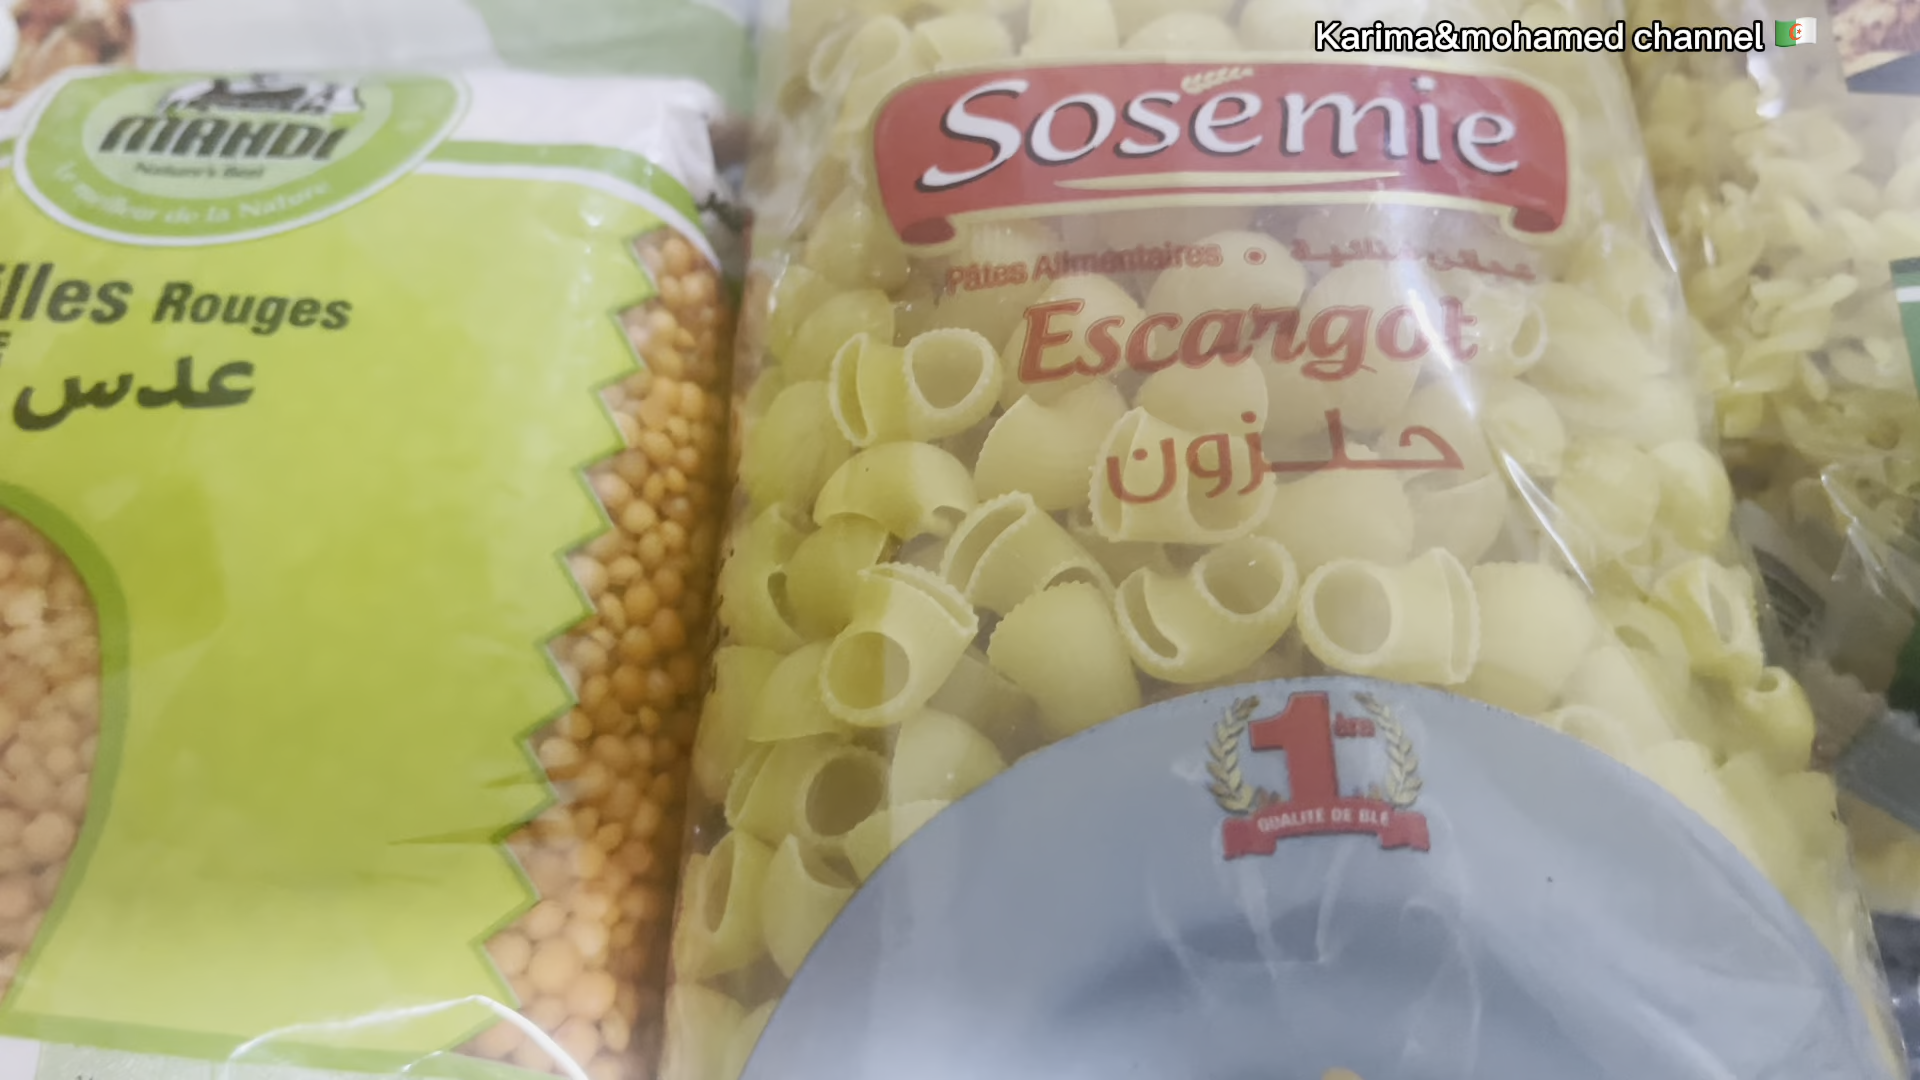 Karima&mohamed channel 🇩🇿
MAHDI
Nature's Best
le meilleur de la Nature
Rouges
عدس
Sosemie
Pâtes Alimentaires • عجائن غذائية
Escargot
حلزون
1ère
QUALITÉ DE BLÉ